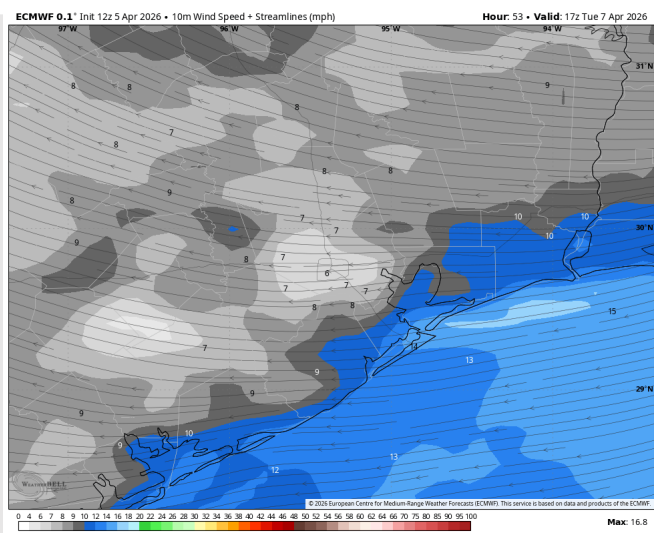 ECMWF 0.1° Init 12z 5 Apr 2026 • 10m Wind Speed + Streamlines (mph)
Hour: 53 • Valid: 17z Tue 7 Apr 2026
97°W 96°W 95°W 94°W
31°N
8 8 9
8
7
8
8 8
9
8
7 10 10
7 30°N
9 10
8 7
6
7 7 7
8 8
15
14
7
13
9 29°N
9
9
10
9
13
12
WeatherBELL
© 2026 European Centre for Medium-Range Weather Forecasts (ECMWF). This service is based on data and products of the ECMWF.
0 4 5 6 7 8 9 10 12 14 16 18 20 22 24 26 28 30 32 34 36 38 40 42 44 46 48 50 52 54 56 58 60 62 64 66 70 75 80 85 90 95 100
Max: 16.8